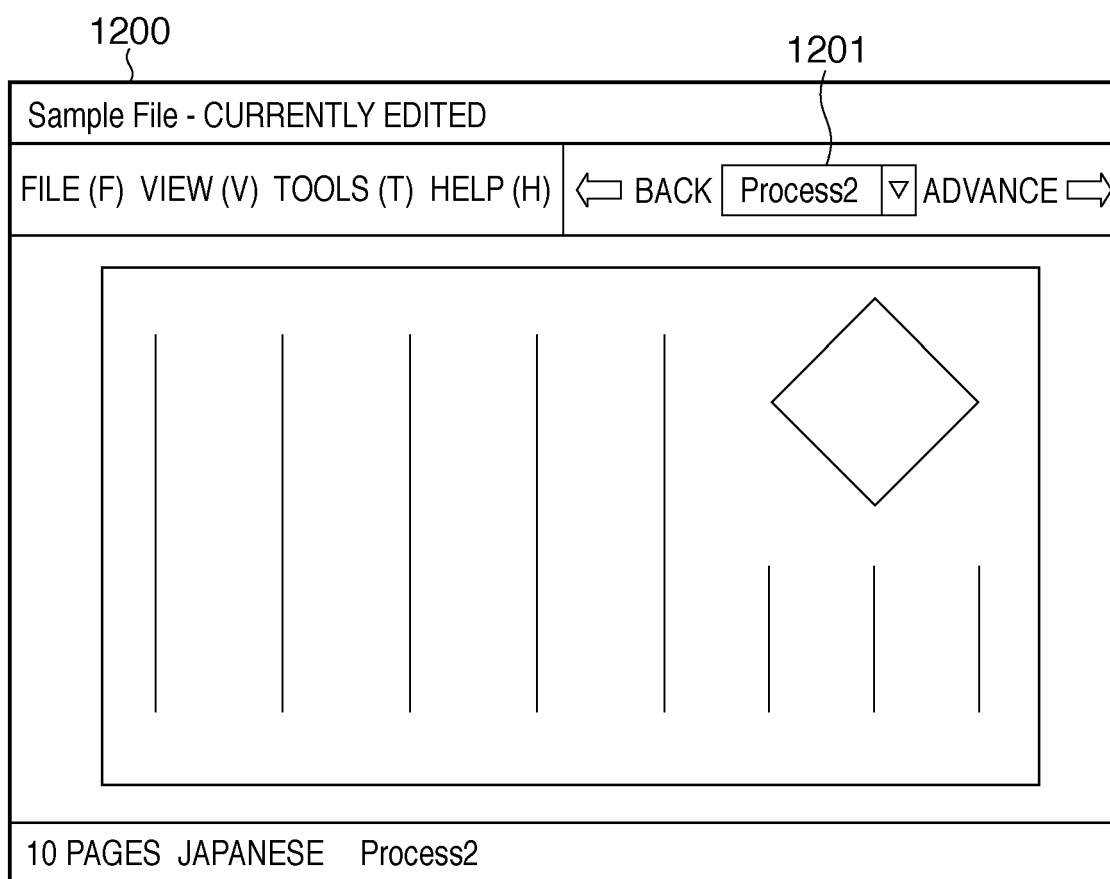 1200
1201
Sample File - CURRENTLY EDITED
FILE (F) VIEW (V) TOOLS (T) HELP (H) BACK Process2 ADVANCE
10 PAGES JAPANESE Process2